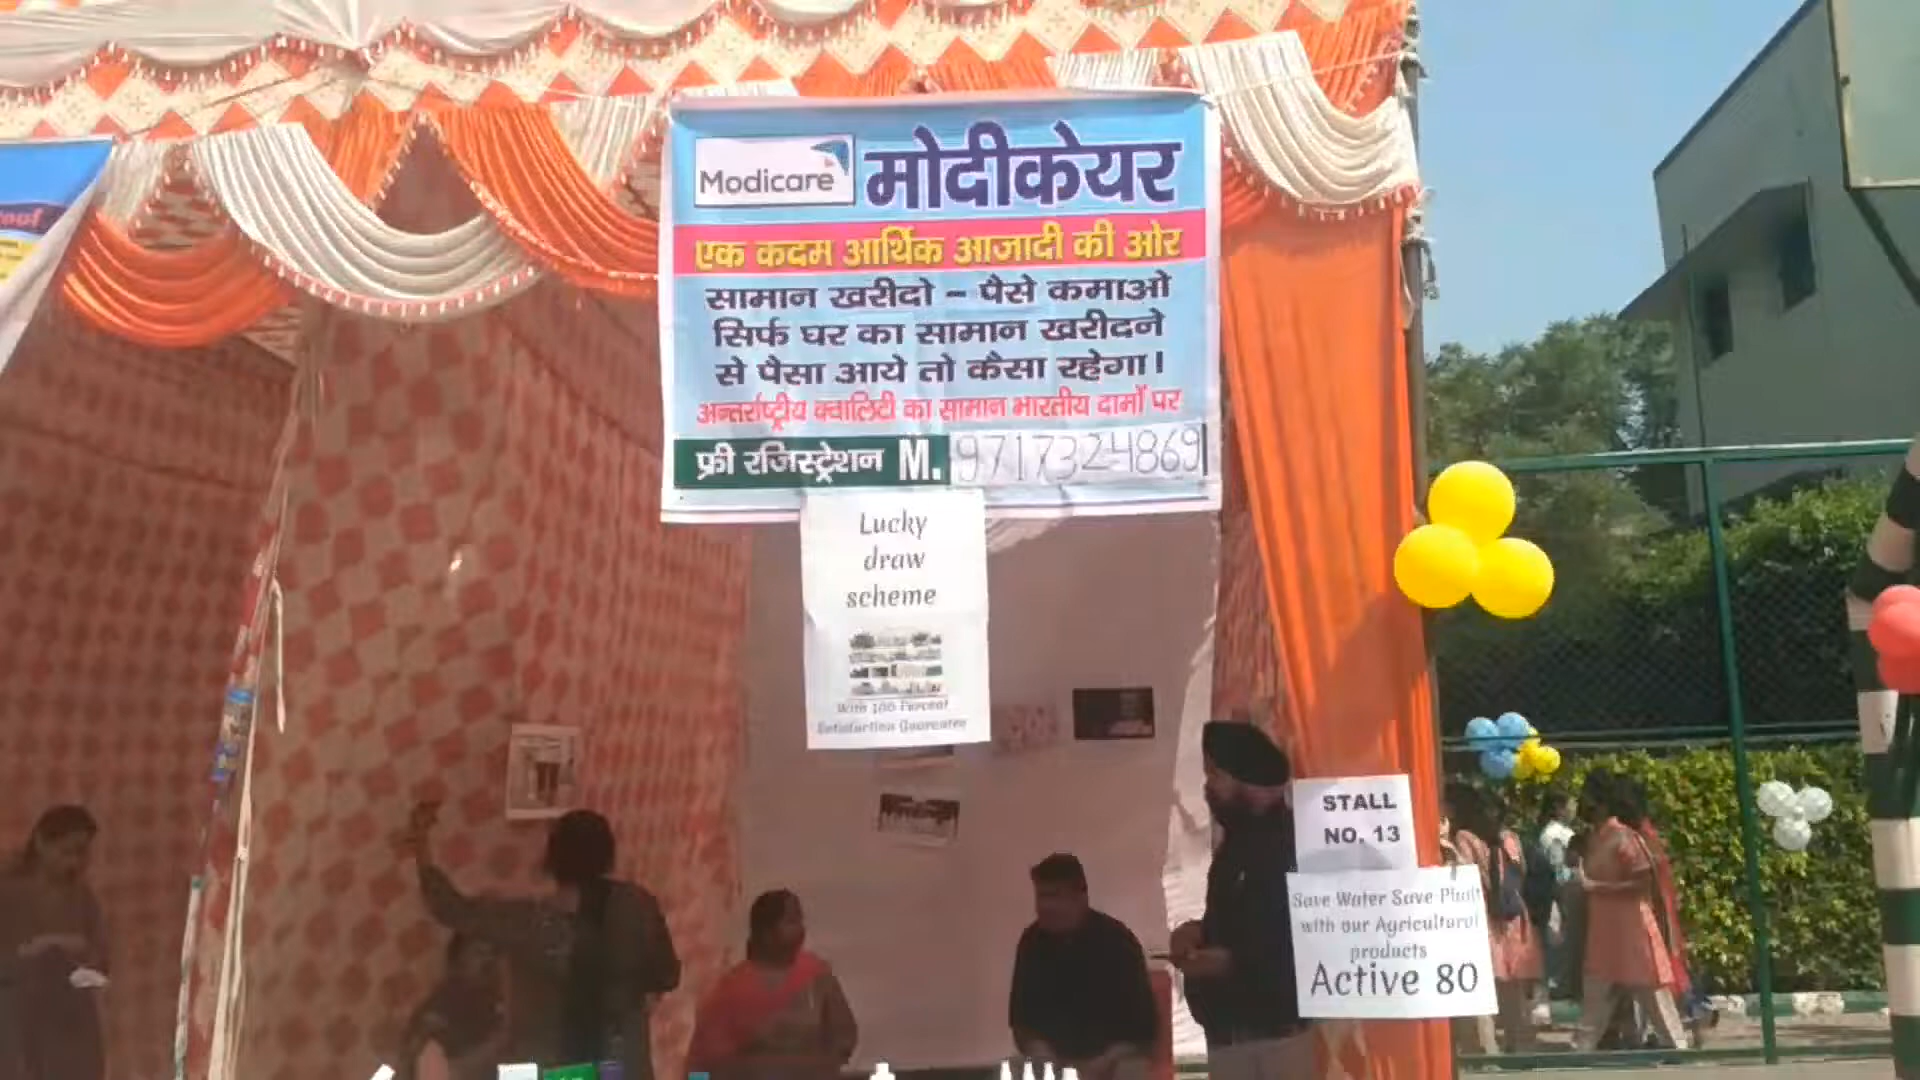 Modicare
मोदीकेयर
एक कदम आर्थिक आजादी की ओर
सामान खरीदो - पैसे कमाओ
सिर्फ घर का सामान खरीदने
से पैसा आये तो कैसा रहेगा।
अन्तर्राष्ट्रीय क्वालिटी का सामान भारतीय दामों पर
फ्री रजिस्ट्रेशन M. 9717324869
Lucky
draw
scheme
With 100 Percent
STALL
NO. 13
Save Water Save Plant
with our Agricultural
products
Active 80